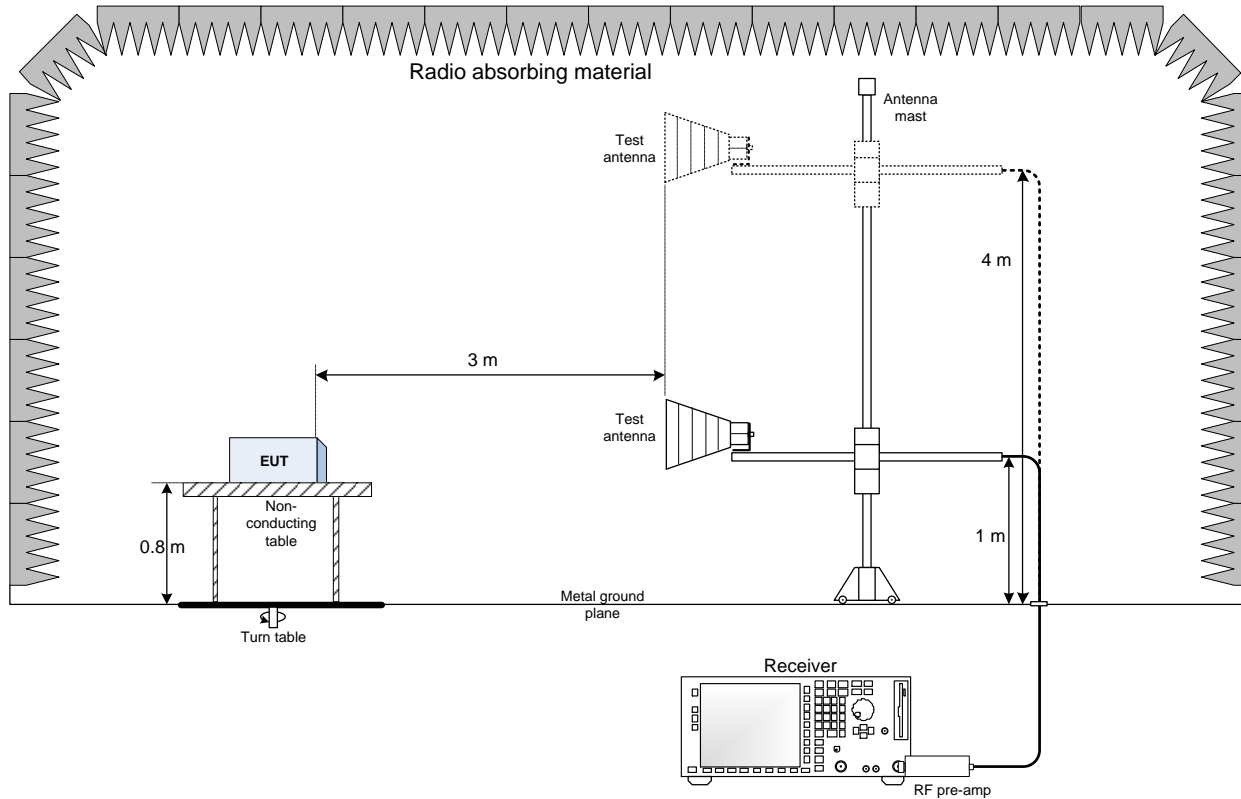 Radio absorbing material
Antenna
mast
Test
antenna
4 m
3 m
Test
antenna
EUT
Non-
conducting
table
0.8 m
1 m
Metal ground
plane
Turn table
Receiver
RF pre-amp